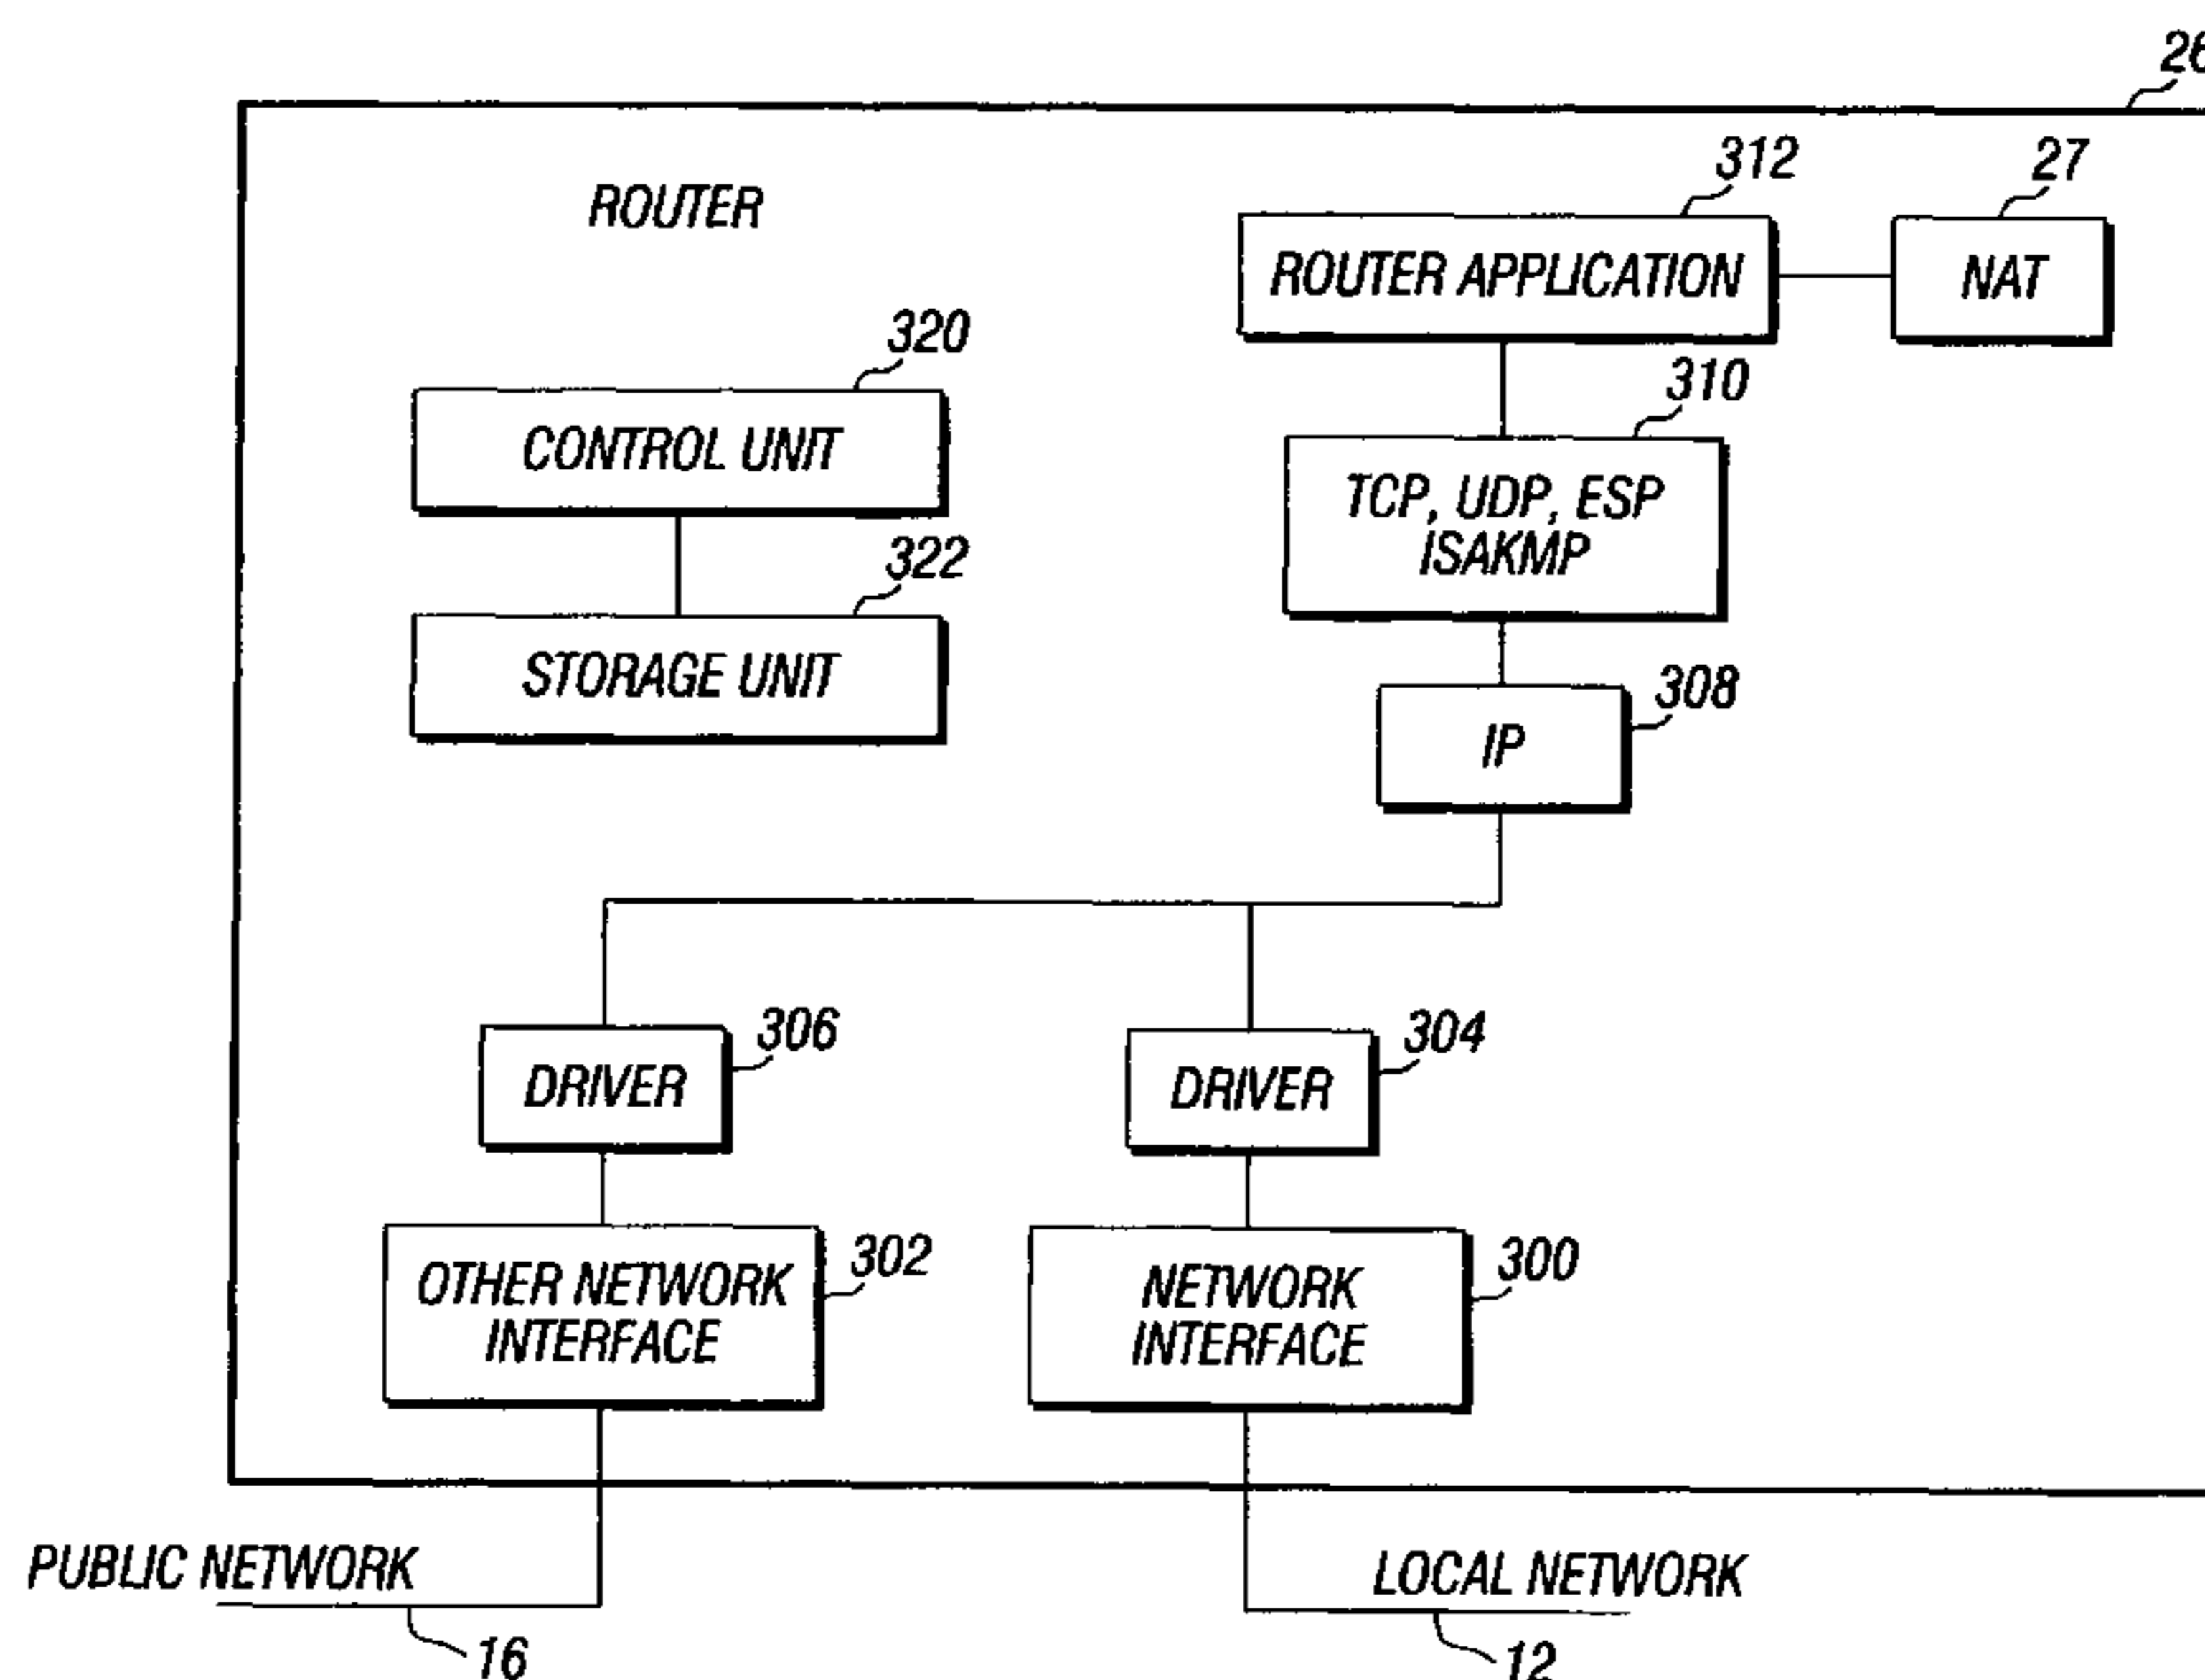 26
312
27
ROUTER
ROUTER APPLICATION
NAT
320
310
CONTROL UNIT
TCP, UDP, ESP
ISAKMP
322
STORAGE UNIT
308
IP
306
304
DRIVER
DRIVER
302
300
OTHER NETWORK
INTERFACE
NETWORK
INTERFACE
PUBLIC NETWORK
LOCAL NETWORK
16
12